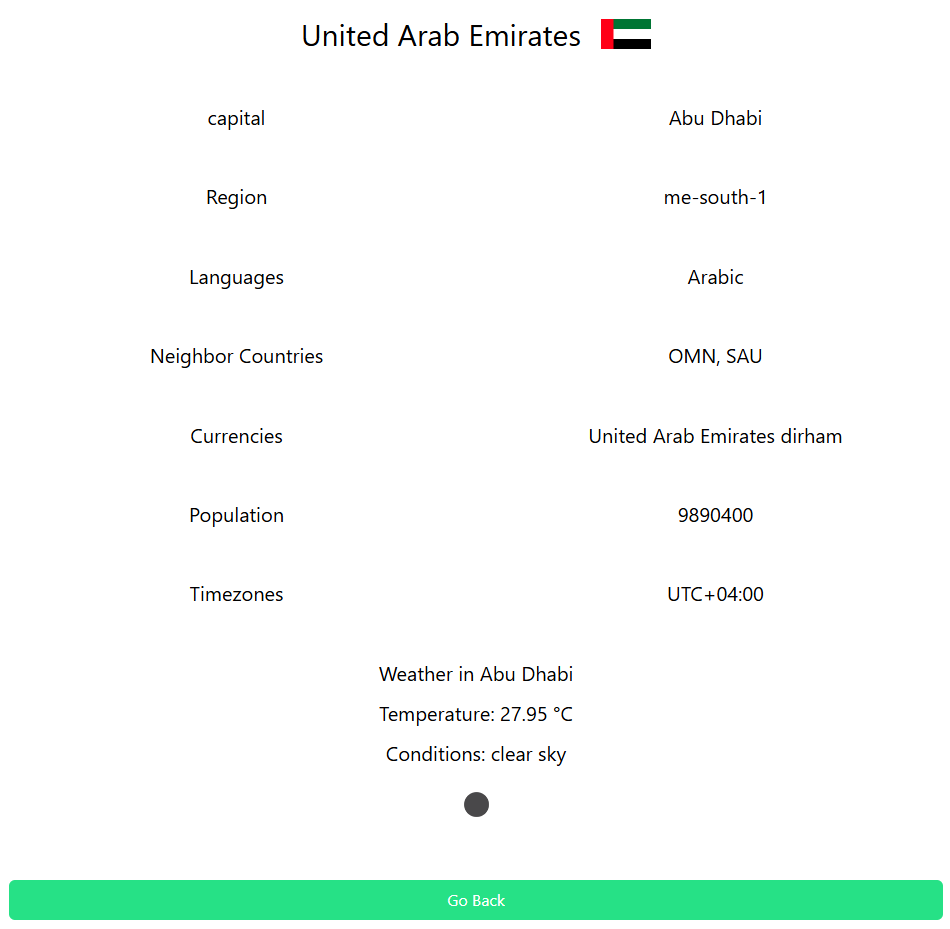 United Arab Emirates
capital Abu Dhabi
Region me-south-1
Languages Arabic
Neighbor Countries OMN, SAU
Currencies United Arab Emirates dirham
Population 9890400
Timezones UTC+04:00
Weather in Abu Dhabi
Temperature: 27.95 °C
Conditions: clear sky
Go Back